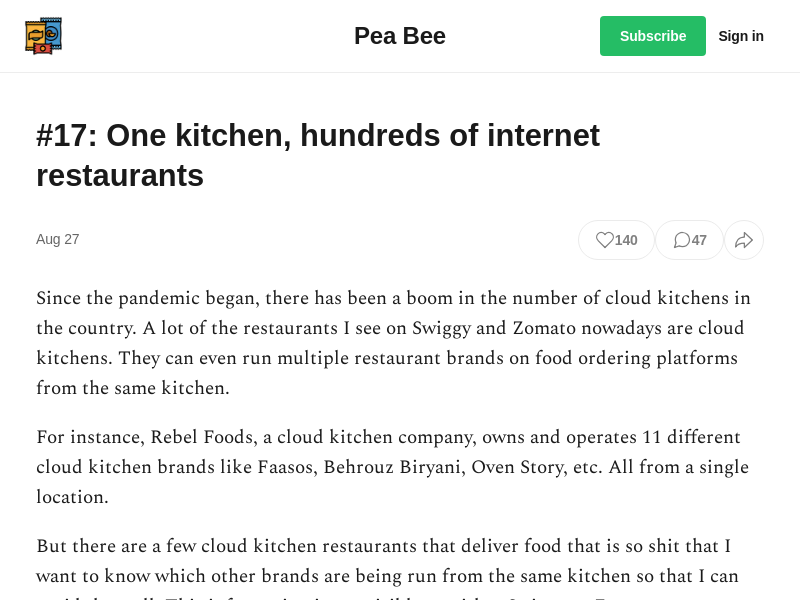 Pea Bee
Subscribe
Sign in
#17: One kitchen, hundreds of internet
restaurants
Aug 27
140
47
Since the pandemic began, there has been a boom in the number of cloud kitchens in
the country. A lot of the restaurants I see on Swiggy and Zomato nowadays are cloud
kitchens. They can even run multiple restaurant brands on food ordering platforms
from the same kitchen.
For instance, Rebel Foods, a cloud kitchen company, owns and operates 11 different
cloud kitchen brands like Faasos, Behrouz Biryani, Oven Story, etc. All from a single
location.
But there are a few cloud kitchen restaurants that deliver food that is so shit that I
want to know which other brands are being run from the same kitchen so that I can